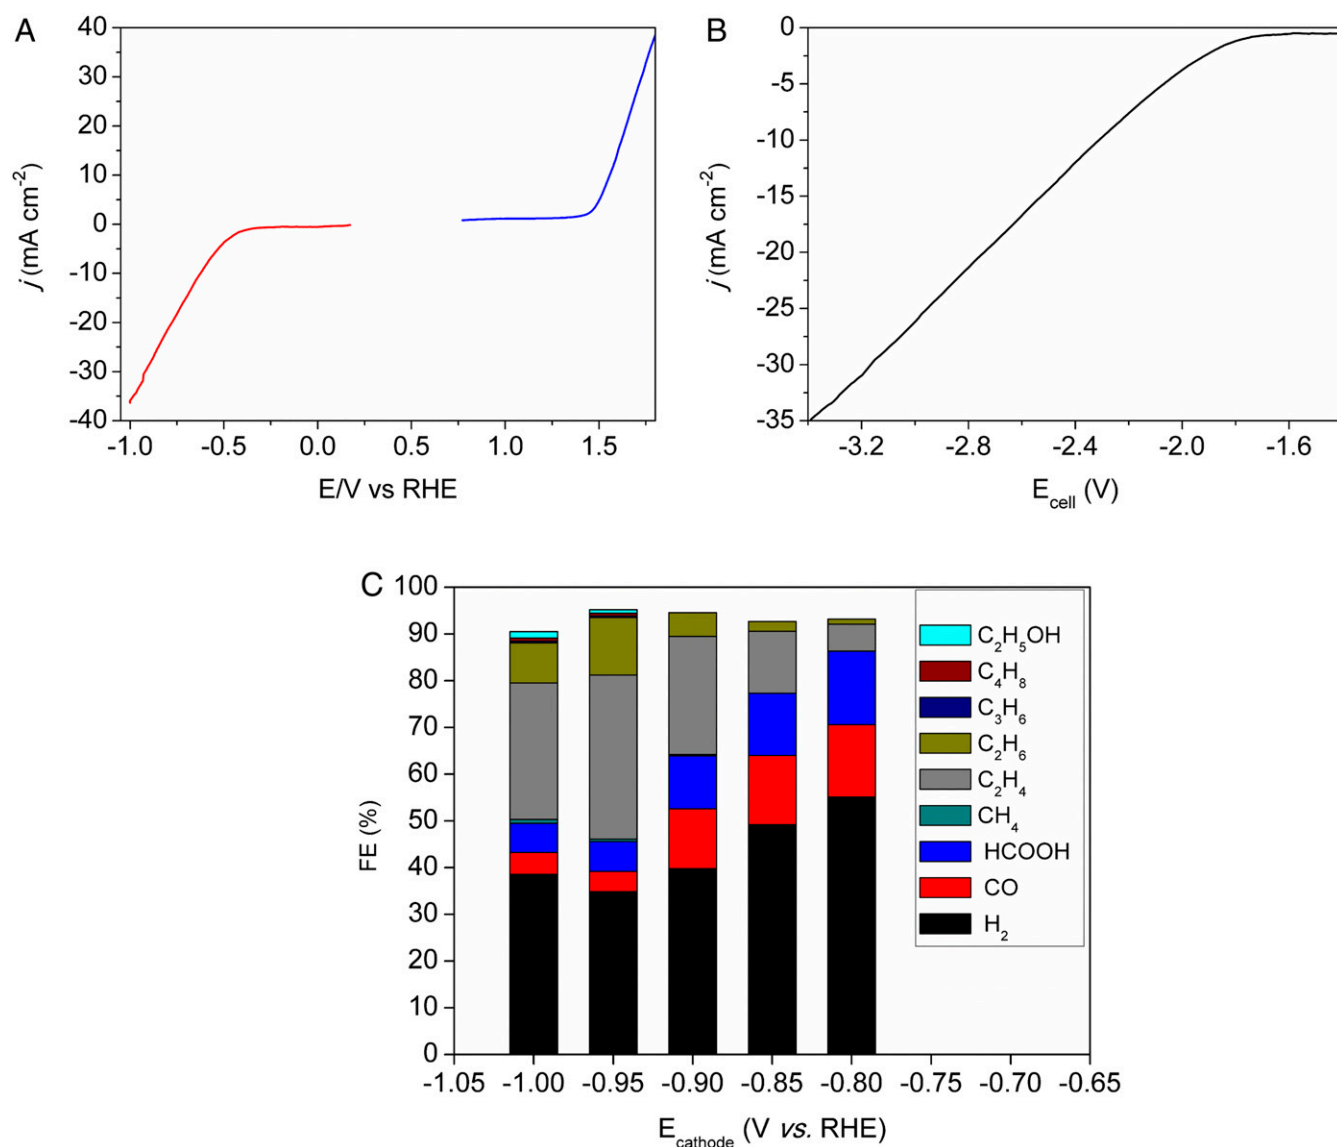 A
40
30
20
10
0
-10
-20
-30
-40
j (mA cm⁻²)
-1.0 -0.5 0.0 0.5 1.0 1.5
E/V vs RHE
B
0
-5
-10
-15
-20
-25
-30
-35
j (mA cm⁻²)
-3.2 -2.8 -2.4 -2.0 -1.6
E_cell (V)
C
100
90
80
70
60
50
40
30
20
10
0
FE (%)
C₂H₅OH
C₄H₈
C₃H₆
C₂H₆
C₂H₄
CH₄
HCOOH
CO
H₂
-1.05 -1.00 -0.95 -0.90 -0.85 -0.80 -0.75 -0.70 -0.65
E_cathode (V vs. RHE)